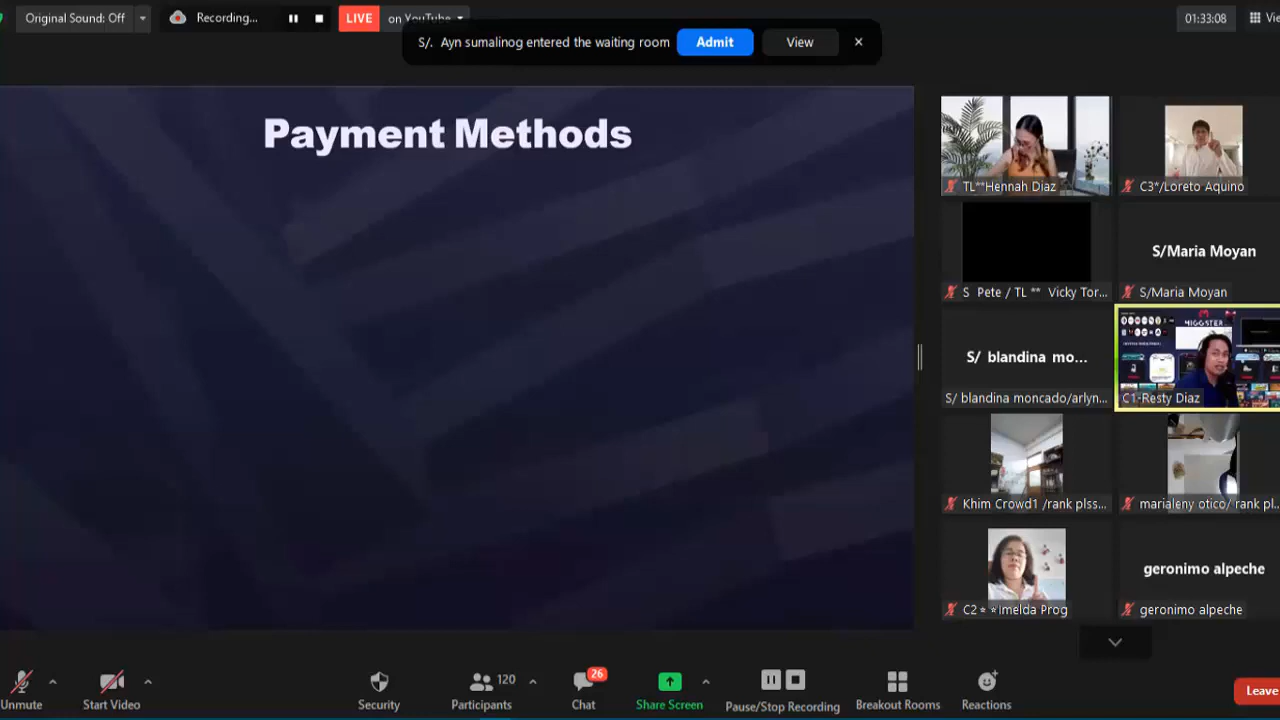 Original Sound: Off
Recording...
LIVE
on YouTube
S/. Ayn sumalinog entered the waiting room
Admit
View
01:33:08
Vie
Payment Methods
TL**Hennah Diaz
C3*/Loreto Aquino
S Pete / TL ** Vicky Tor...
S/Maria Moyan
S/Maria Moyan
S/ blandina mo...
S/ blandina moncado/arlyn...
MIGGSTER
C1-Resty Diaz
Khim Crowd1 /rank plss...
marialeny otico/ rank pl...
C2**Imelda Prog
geronimo alpeche
geronimo alpeche
Unmute
Start Video
Security
120
Participants
26
Chat
Share Screen
Pause/Stop Recording
Breakout Rooms
Reactions
Leave